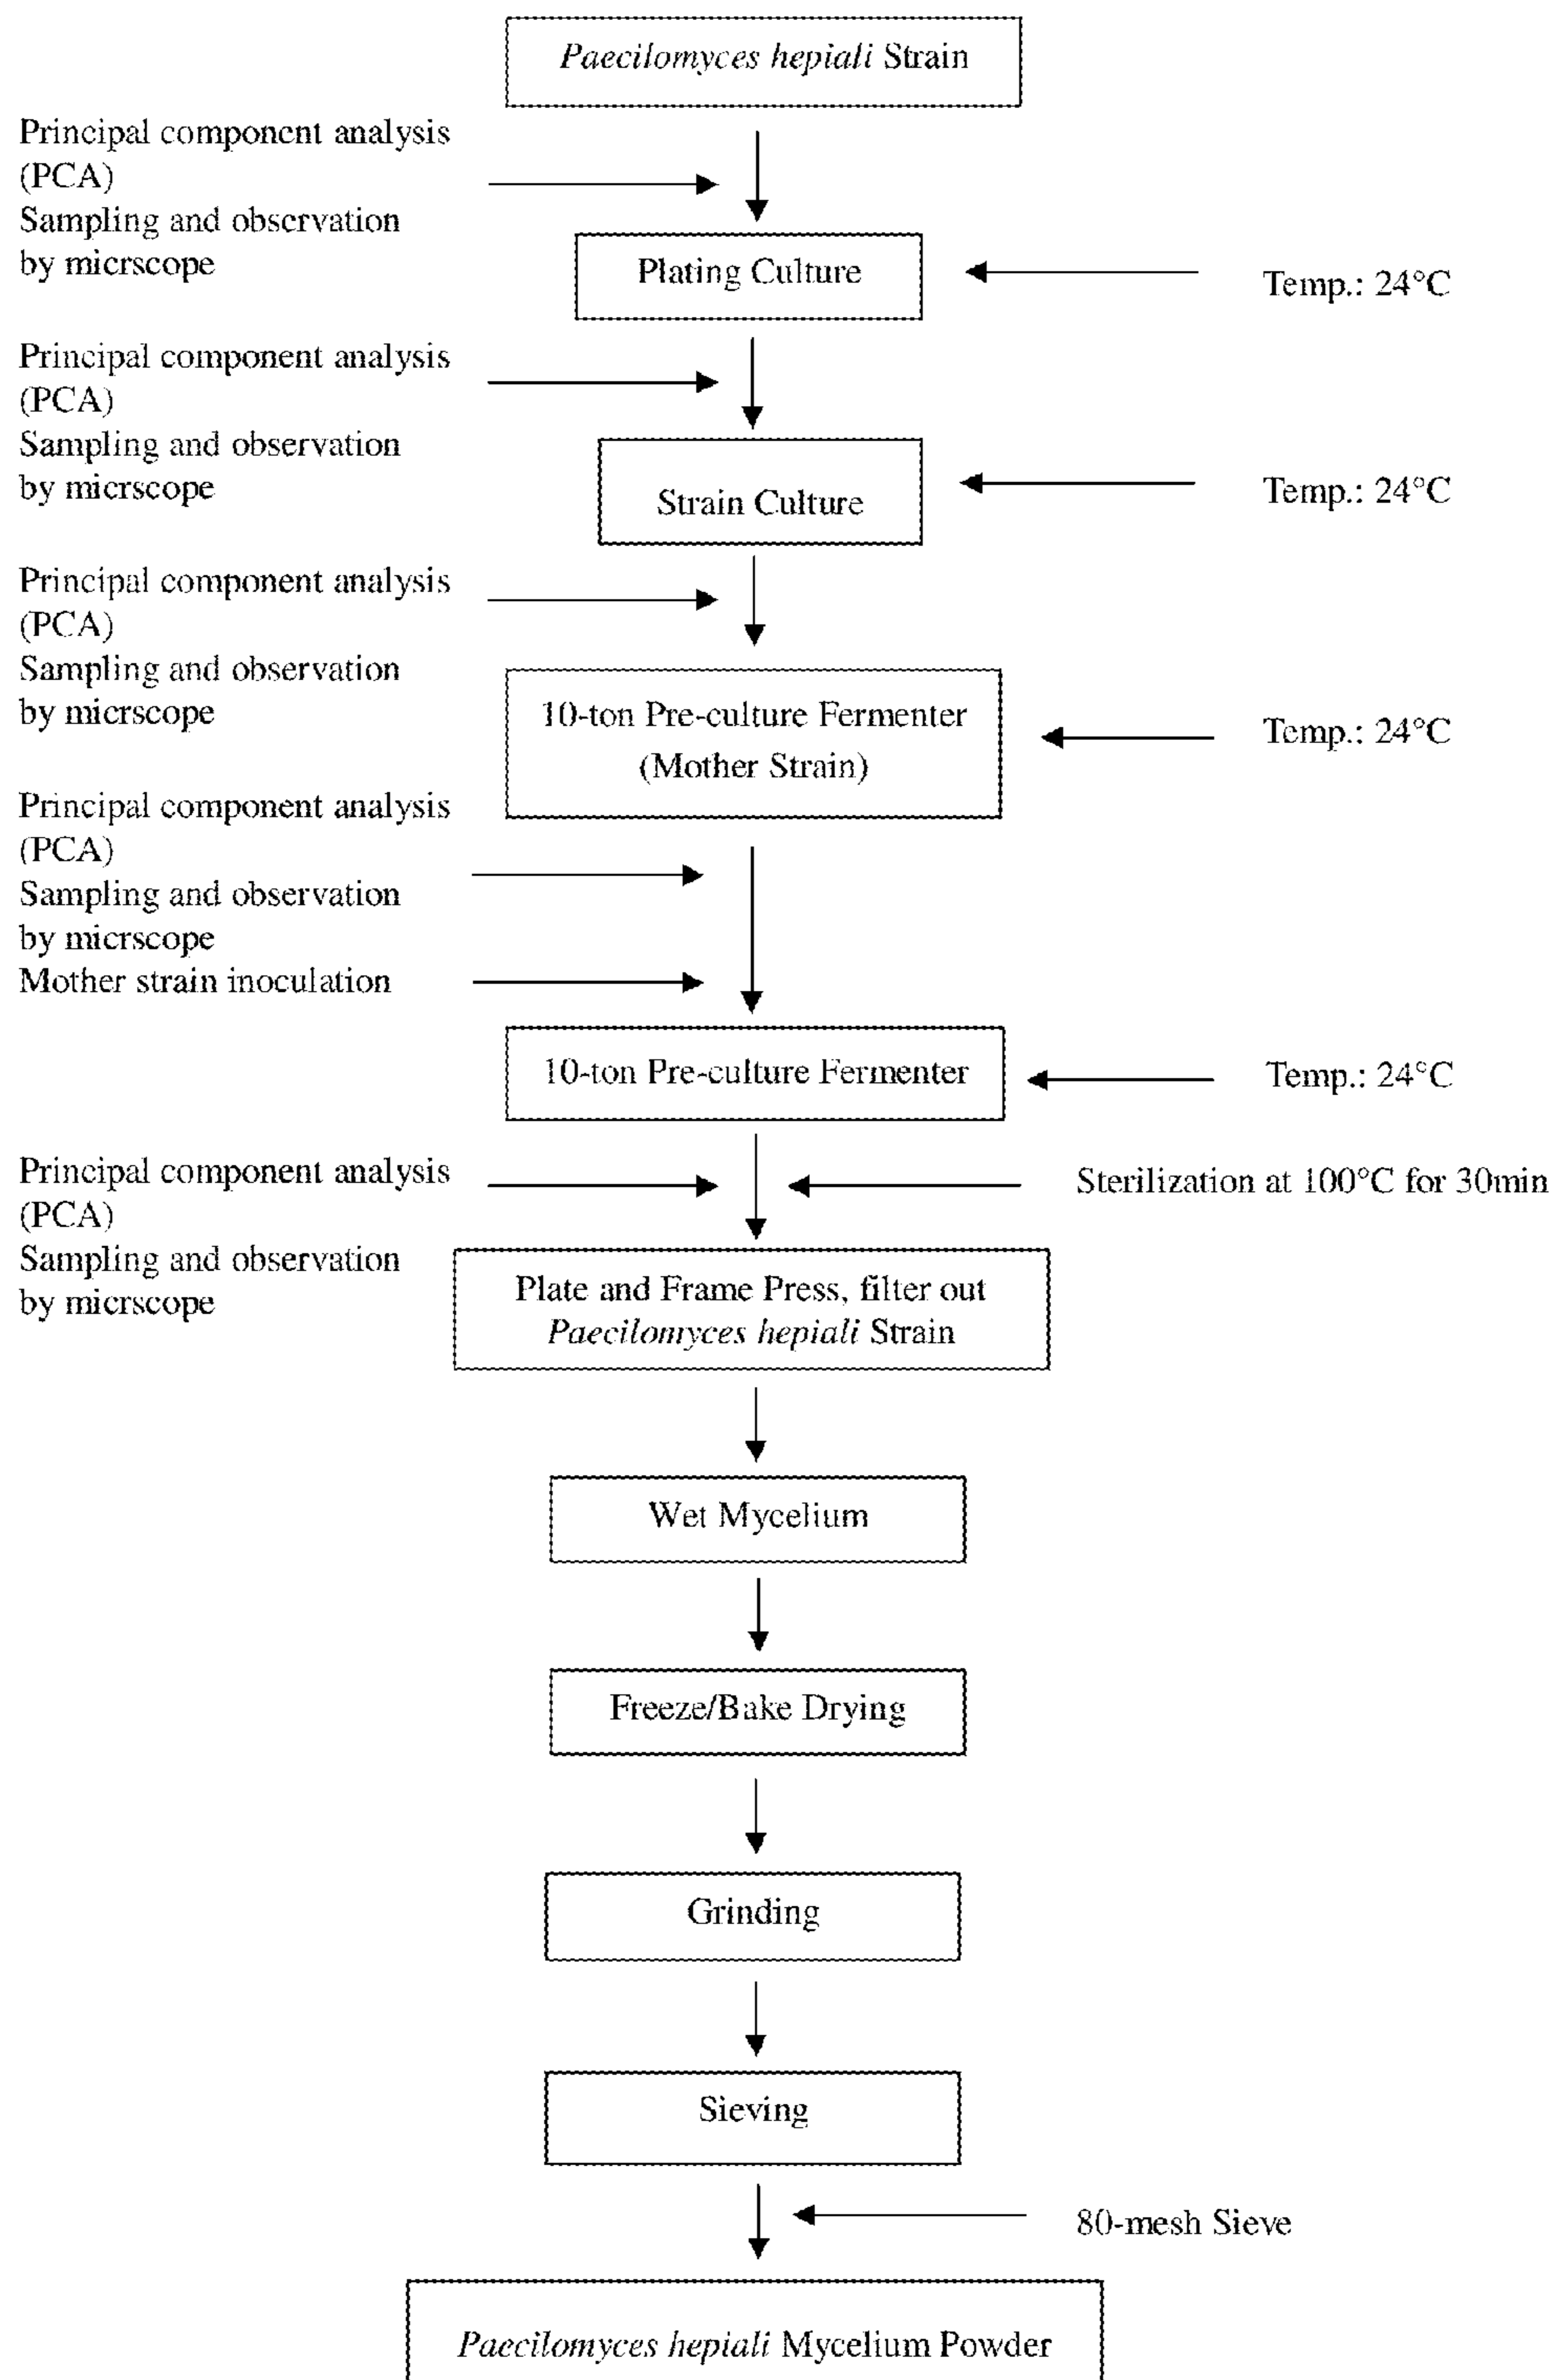 Paecilomyces hepiali Strain
Principal component analysis
(PCA)
Sampling and observation
by micrscope
Plating Culture
Temp.: 24°C
Principal component analysis
(PCA)
Sampling and observation
by micrscope
Strain Culture
Temp.: 24°C
Principal component analysis
(PCA)
Sampling and observation
by micrscope
10-ton Pre-culture Fermenter
(Mother Strain)
Temp.: 24°C
Principal component analysis
(PCA)
Sampling and observation
by micrscope
Mother strain inoculation
10-ton Pre-culture Fermenter
Temp.: 24°C
Principal component analysis
(PCA)
Sampling and observation
by micrscope
Sterilization at 100°C for 30min
Plate and Frame Press, filter out
Paecilomyces hepiali Strain
Wet Mycelium
Freeze/Bake Drying
Grinding
Sieving
80-mesh Sieve
Paecilomyces hepiali Mycelium Powder